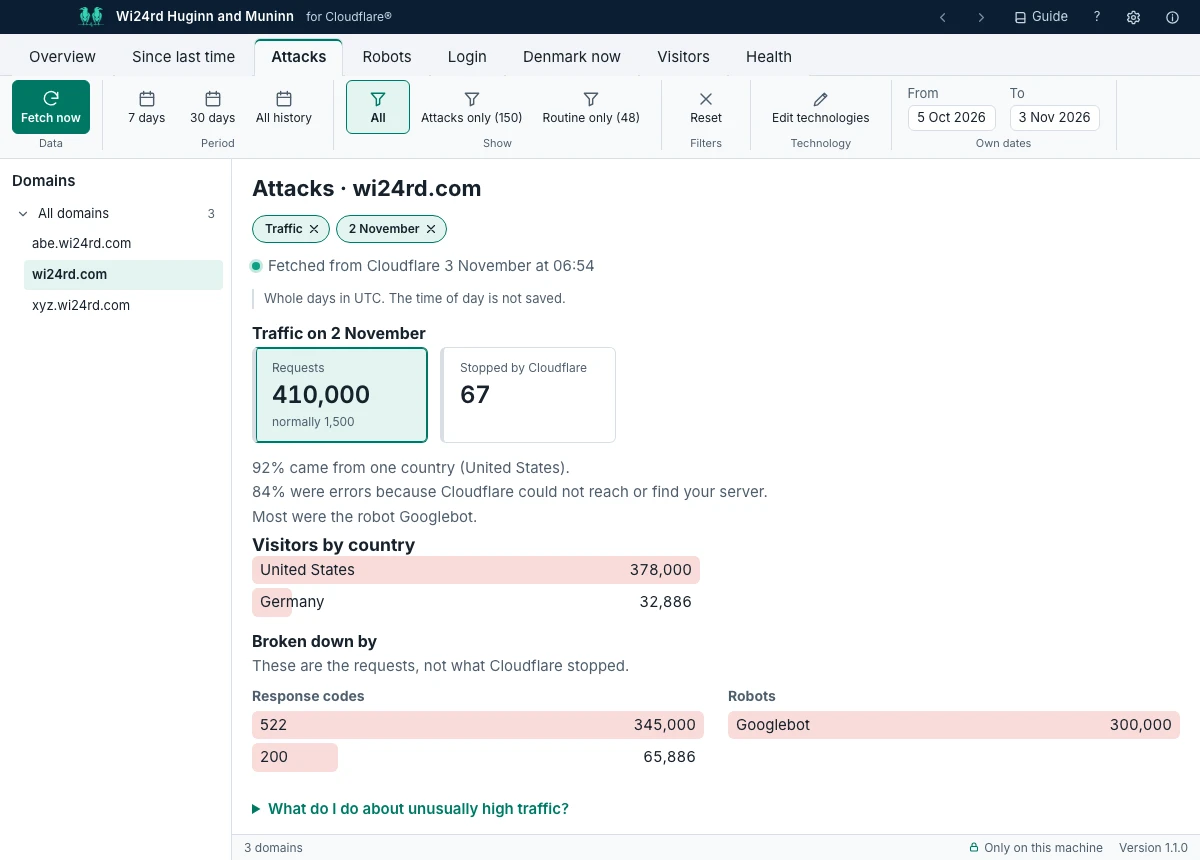 Wi24rd Huginn and Muninn for Cloudflare®
Guide ?
Overview Since last time Attacks Robots Login Denmark now Visitors Health
Fetch now
Data
7 days 30 days All history
Period
All Attacks only (150) Routine only (48)
Show
Reset
Filters
Edit technologies
Technology
From To
5 Oct 2026 3 Nov 2026
Own dates
Domains
All domains 3
abe.wi24rd.com
wi24rd.com
xyz.wi24rd.com
Attacks · wi24rd.com
Traffic ✕ 2 November ✕
Fetched from Cloudflare 3 November at 06:54
Whole days in UTC. The time of day is not saved.
Traffic on 2 November
Requests
410,000
normally 1,500
Stopped by Cloudflare
67
92% came from one country (United States).
84% were errors because Cloudflare could not reach or find your server.
Most were the robot Googlebot.
Visitors by country
United States 378,000
Germany 32,886
Broken down by
These are the requests, not what Cloudflare stopped.
Response codes
522 345,000
200 65,886
Robots
Googlebot 300,000
What do I do about unusually high traffic?
3 domains
Only on this machine Version 1.1.0